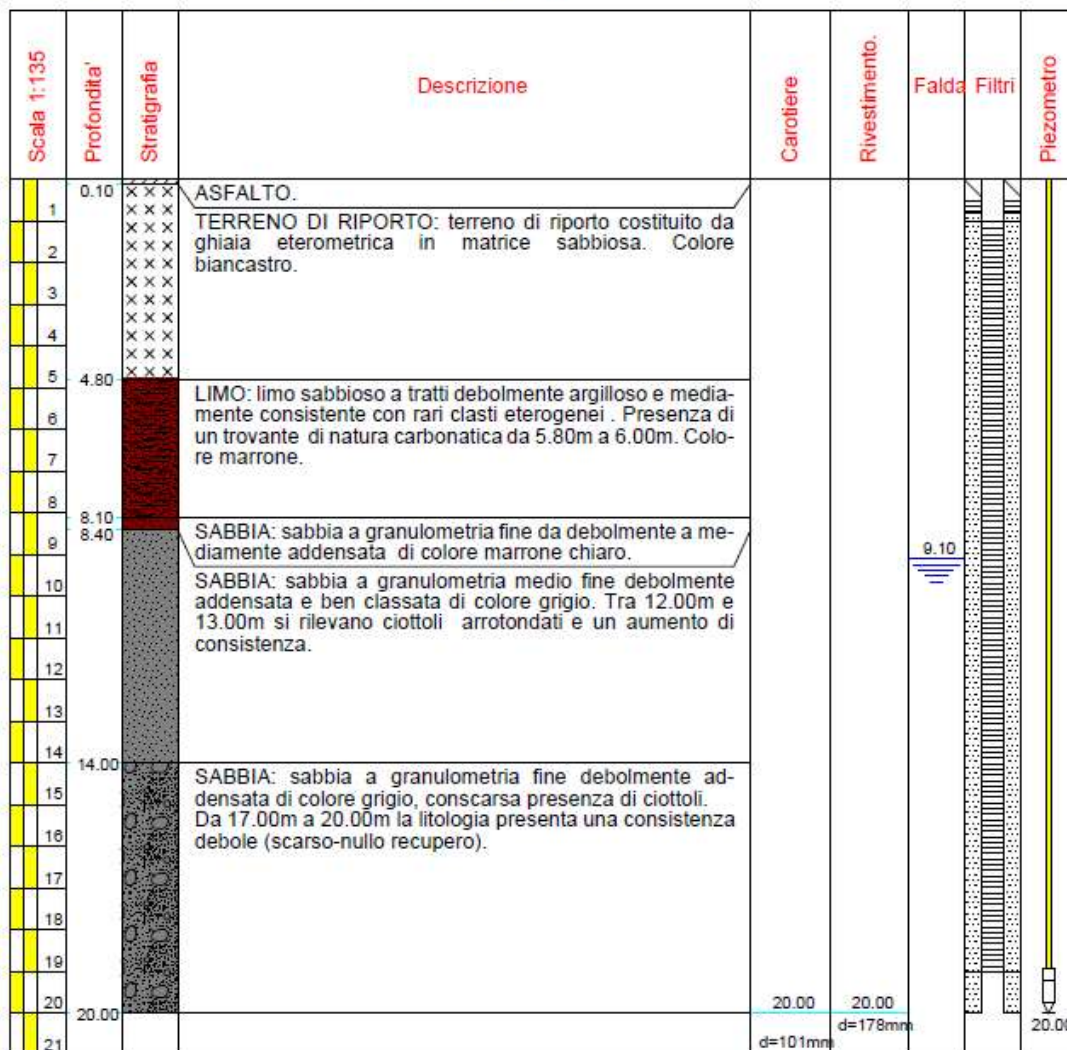 Scala 1:135
Profondita'
Stratigrafia
Descrizione
Carotiere
Rivestimento.
Falda
Filtri
Piezometro
0.10
ASFALTO.
1
TERRENO DI RIPORTO: terreno di riporto costituito da
ghiaia eterometrica in matrice sabbiosa. Colore
biancastro.
2
3
4
5
4.80
LIMO: limo sabbioso a tratti debolmente argilloso e media-
mente consistente con rari clasti eterogenei . Presenza di
un trovante di natura carbonatica da 5.80m a 6.00m. Colo-
re marrone.
6
7
8
8.10
8.40
SABBIA: sabbia a granulometria fine da debolmente a me-
diamente addensata di colore marrone chiaro.
9
9.10
SABBIA: sabbia a granulometria medio fine debolmente
addensata e ben classata di colore grigio. Tra 12.00m e
13.00m si rilevano ciottoli arrotondati e un aumento di
consistenza.
10
11
12
13
14
14.00
SABBIA: sabbia a granulometria fine debolmente ad-
densata di colore grigio, conscarsa presenza di ciottoli.
Da 17.00m a 20.00m la litologia presenta una consistenza
debole (scarso-nullo recupero).
15
16
17
18
19
20
20.00
20.00
20.00
d=101mm
d=178mm
20.00
21